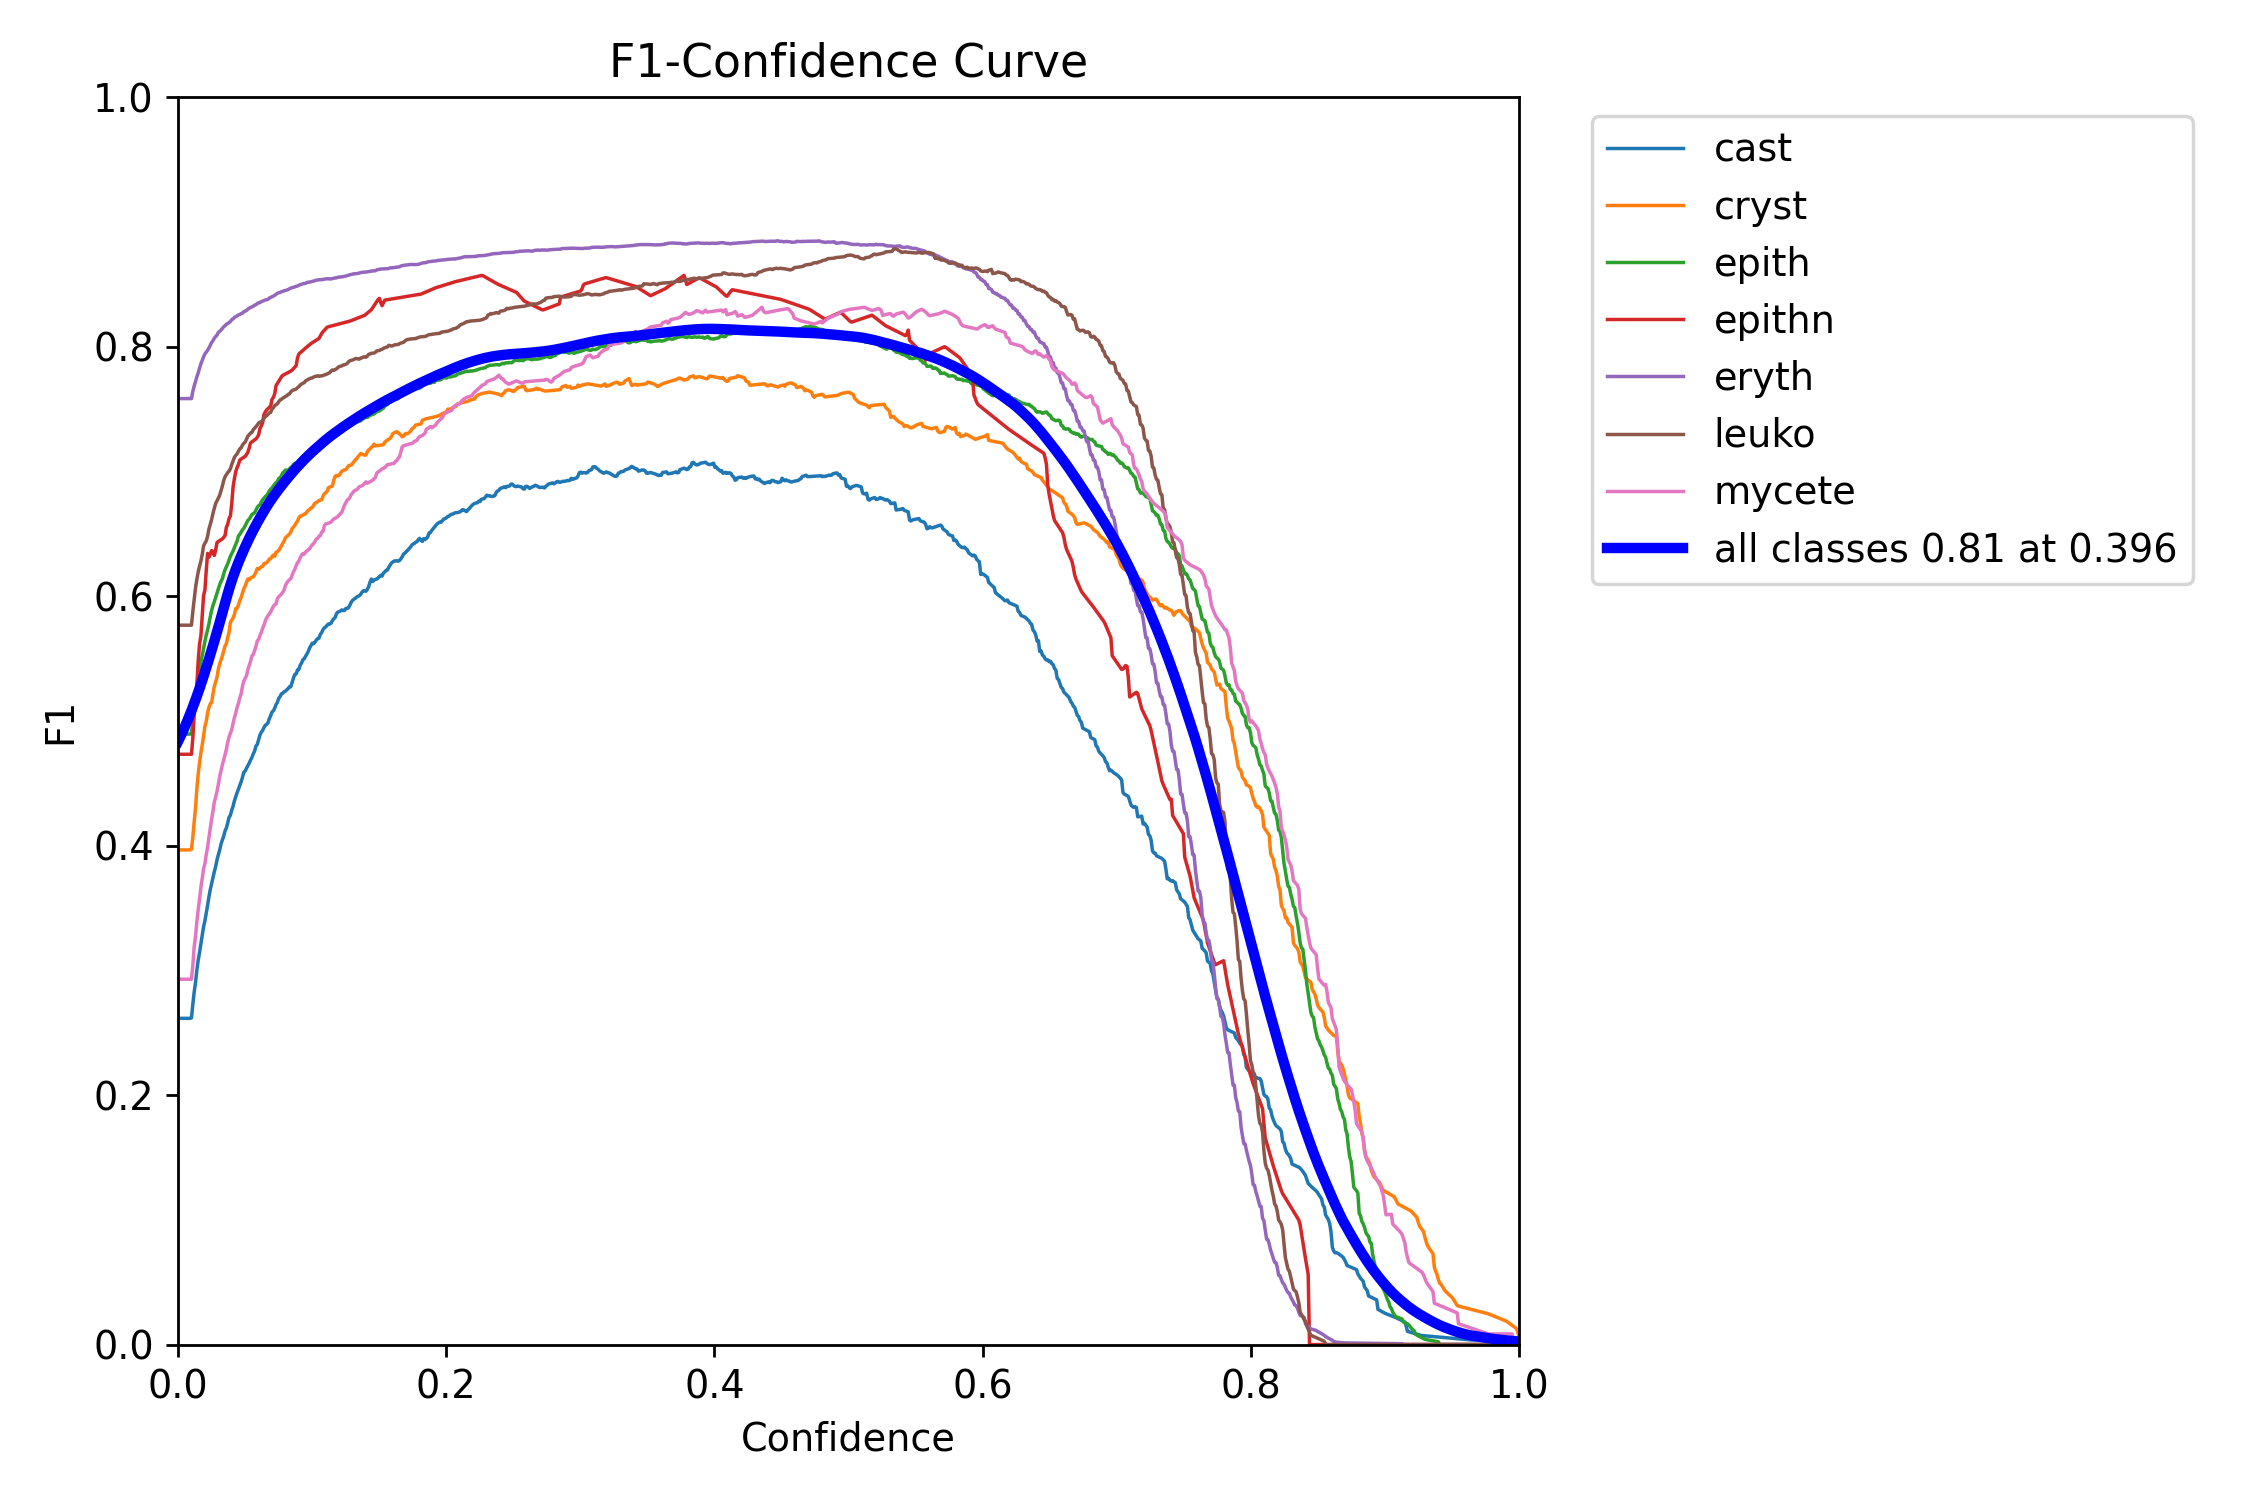 F1-Confidence Curve
1.0
0.8
0.6
0.4
0.2
0.0
F1
0.0 0.2 0.4 0.6 0.8 1.0
Confidence
cast
cryst
epith
epithn
eryth
leuko
mycete
all classes 0.81 at 0.396